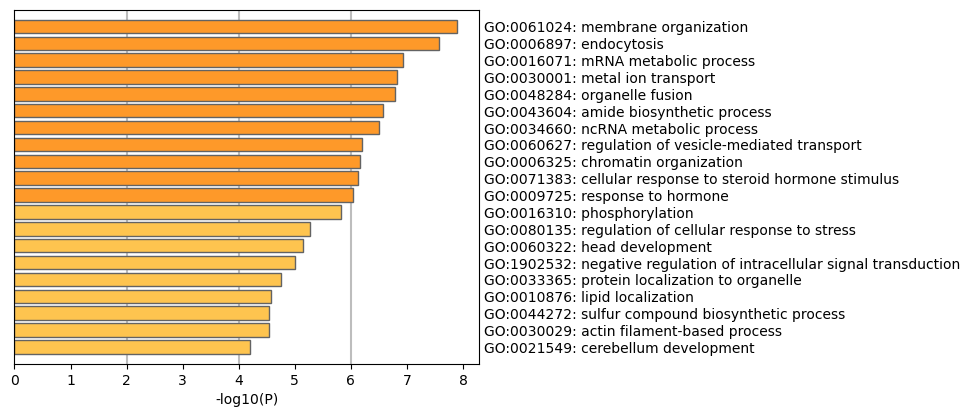 GO:0061024: membrane organization
GO:0006897: endocytosis
GO:0016071: mRNA metabolic process
GO:0030001: metal ion transport
GO:0048284: organelle fusion
GO:0043604: amide biosynthetic process
GO:0034660: ncRNA metabolic process
GO:0060627: regulation of vesicle-mediated transport
GO:0006325: chromatin organization
GO:0071383: cellular response to steroid hormone stimulus
GO:0009725: response to hormone
GO:0016310: phosphorylation
GO:0080135: regulation of cellular response to stress
GO:0060322: head development
GO:1902532: negative regulation of intracellular signal transduction
GO:0033365: protein localization to organelle
GO:0010876: lipid localization
GO:0044272: sulfur compound biosynthetic process
GO:0030029: actin filament-based process
GO:0021549: cerebellum development
0 1 2 3 4 5 6 7 8
-log10(P)